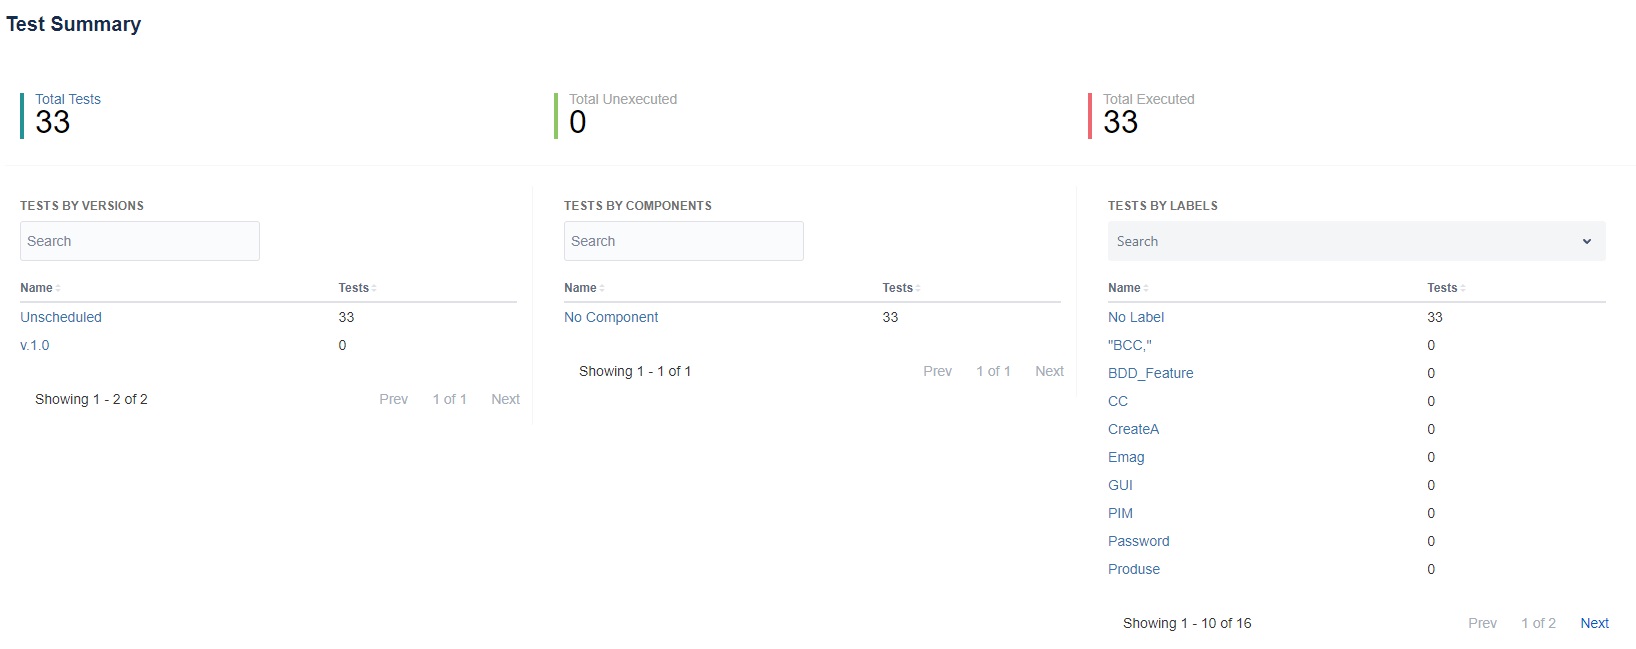 Test Summary
Total Tests
33
Total Unexecuted
0
Total Executed
33
TESTS BY VERSIONS
Search
Name Tests
Unscheduled 33
v.1.0 0
Showing 1 - 2 of 2 Prev 1 of 1 Next
TESTS BY COMPONENTS
Search
Name Tests
No Component 33
Showing 1 - 1 of 1 Prev 1 of 1 Next
TESTS BY LABELS
Search
Name Tests
No Label 33
"BCC," 0
BDD_Feature 0
CC 0
CreateA 0
Emag 0
GUI 0
PIM 0
Password 0
Produse 0
Showing 1 - 10 of 16 Prev 1 of 2 Next